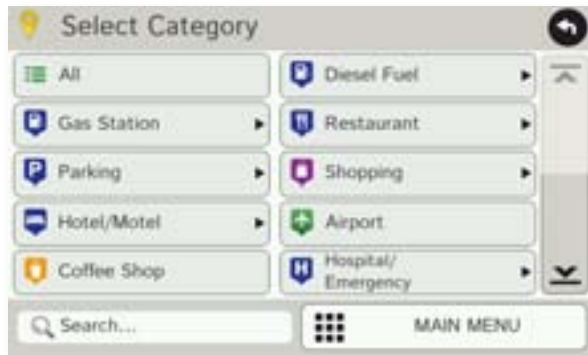 Select Category
All
Diesel Fuel
Gas Station
Restaurant
Parking
Shopping
Hotel/Motel
Airport
Coffee Shop
Hospital/
Emergency
Search...
MAIN MENU